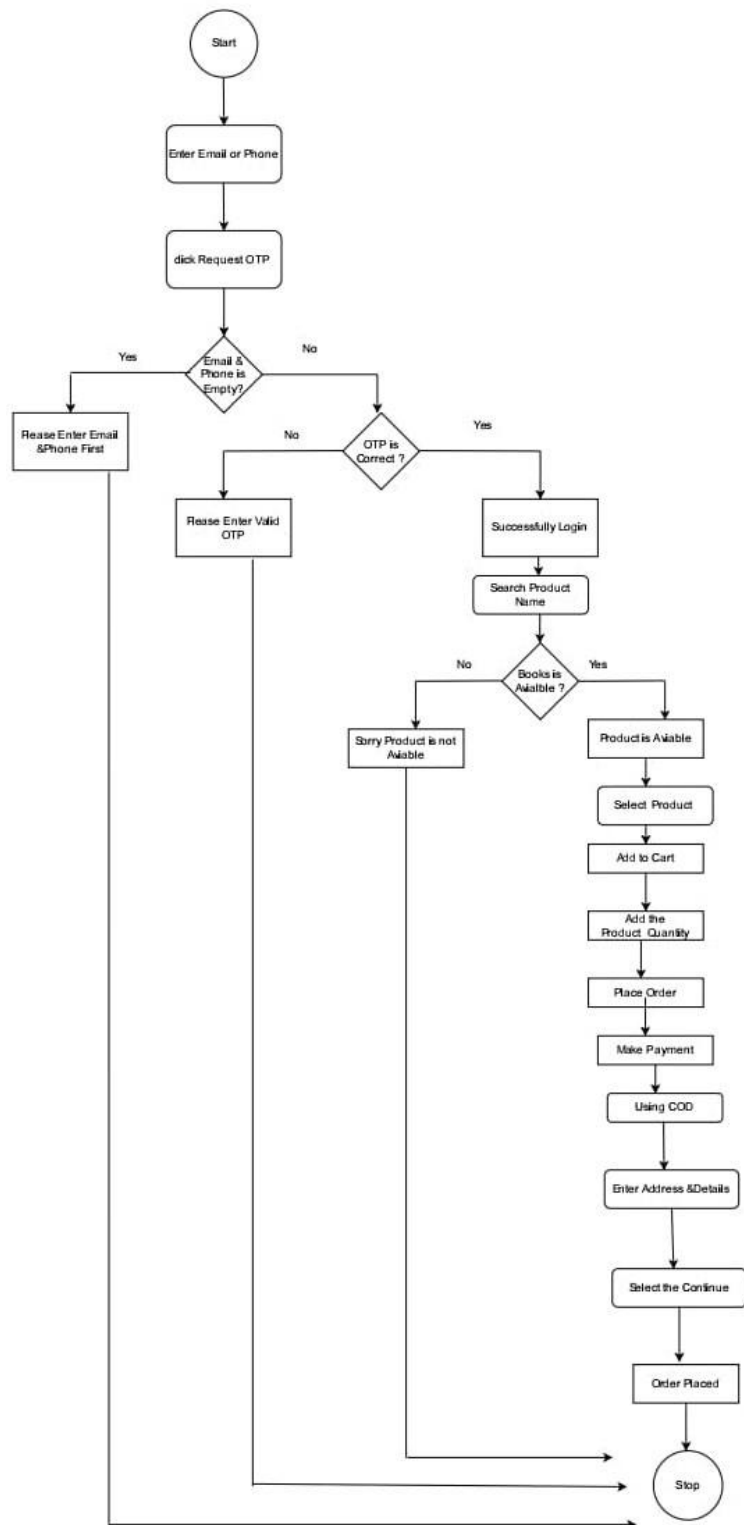 Start
Enter Email or Phone
click Request OTP
Yes
Email &
Phone is
Empty?
No
Please Enter Email
&Phone First
No
OTP is
Correct ?
Yes
Please Enter Valid
OTP
Successfully Login
Search Product
Name
No
Books is
Avialble ?
Yes
Sorry Product is not
Aviable
Product is Aviable
Select Product
Add to Cart
Add the
Product Quantity
Place Order
Make Payment
Using COD
Enter Address &Details
Select the Continue
Order Placed
Stop